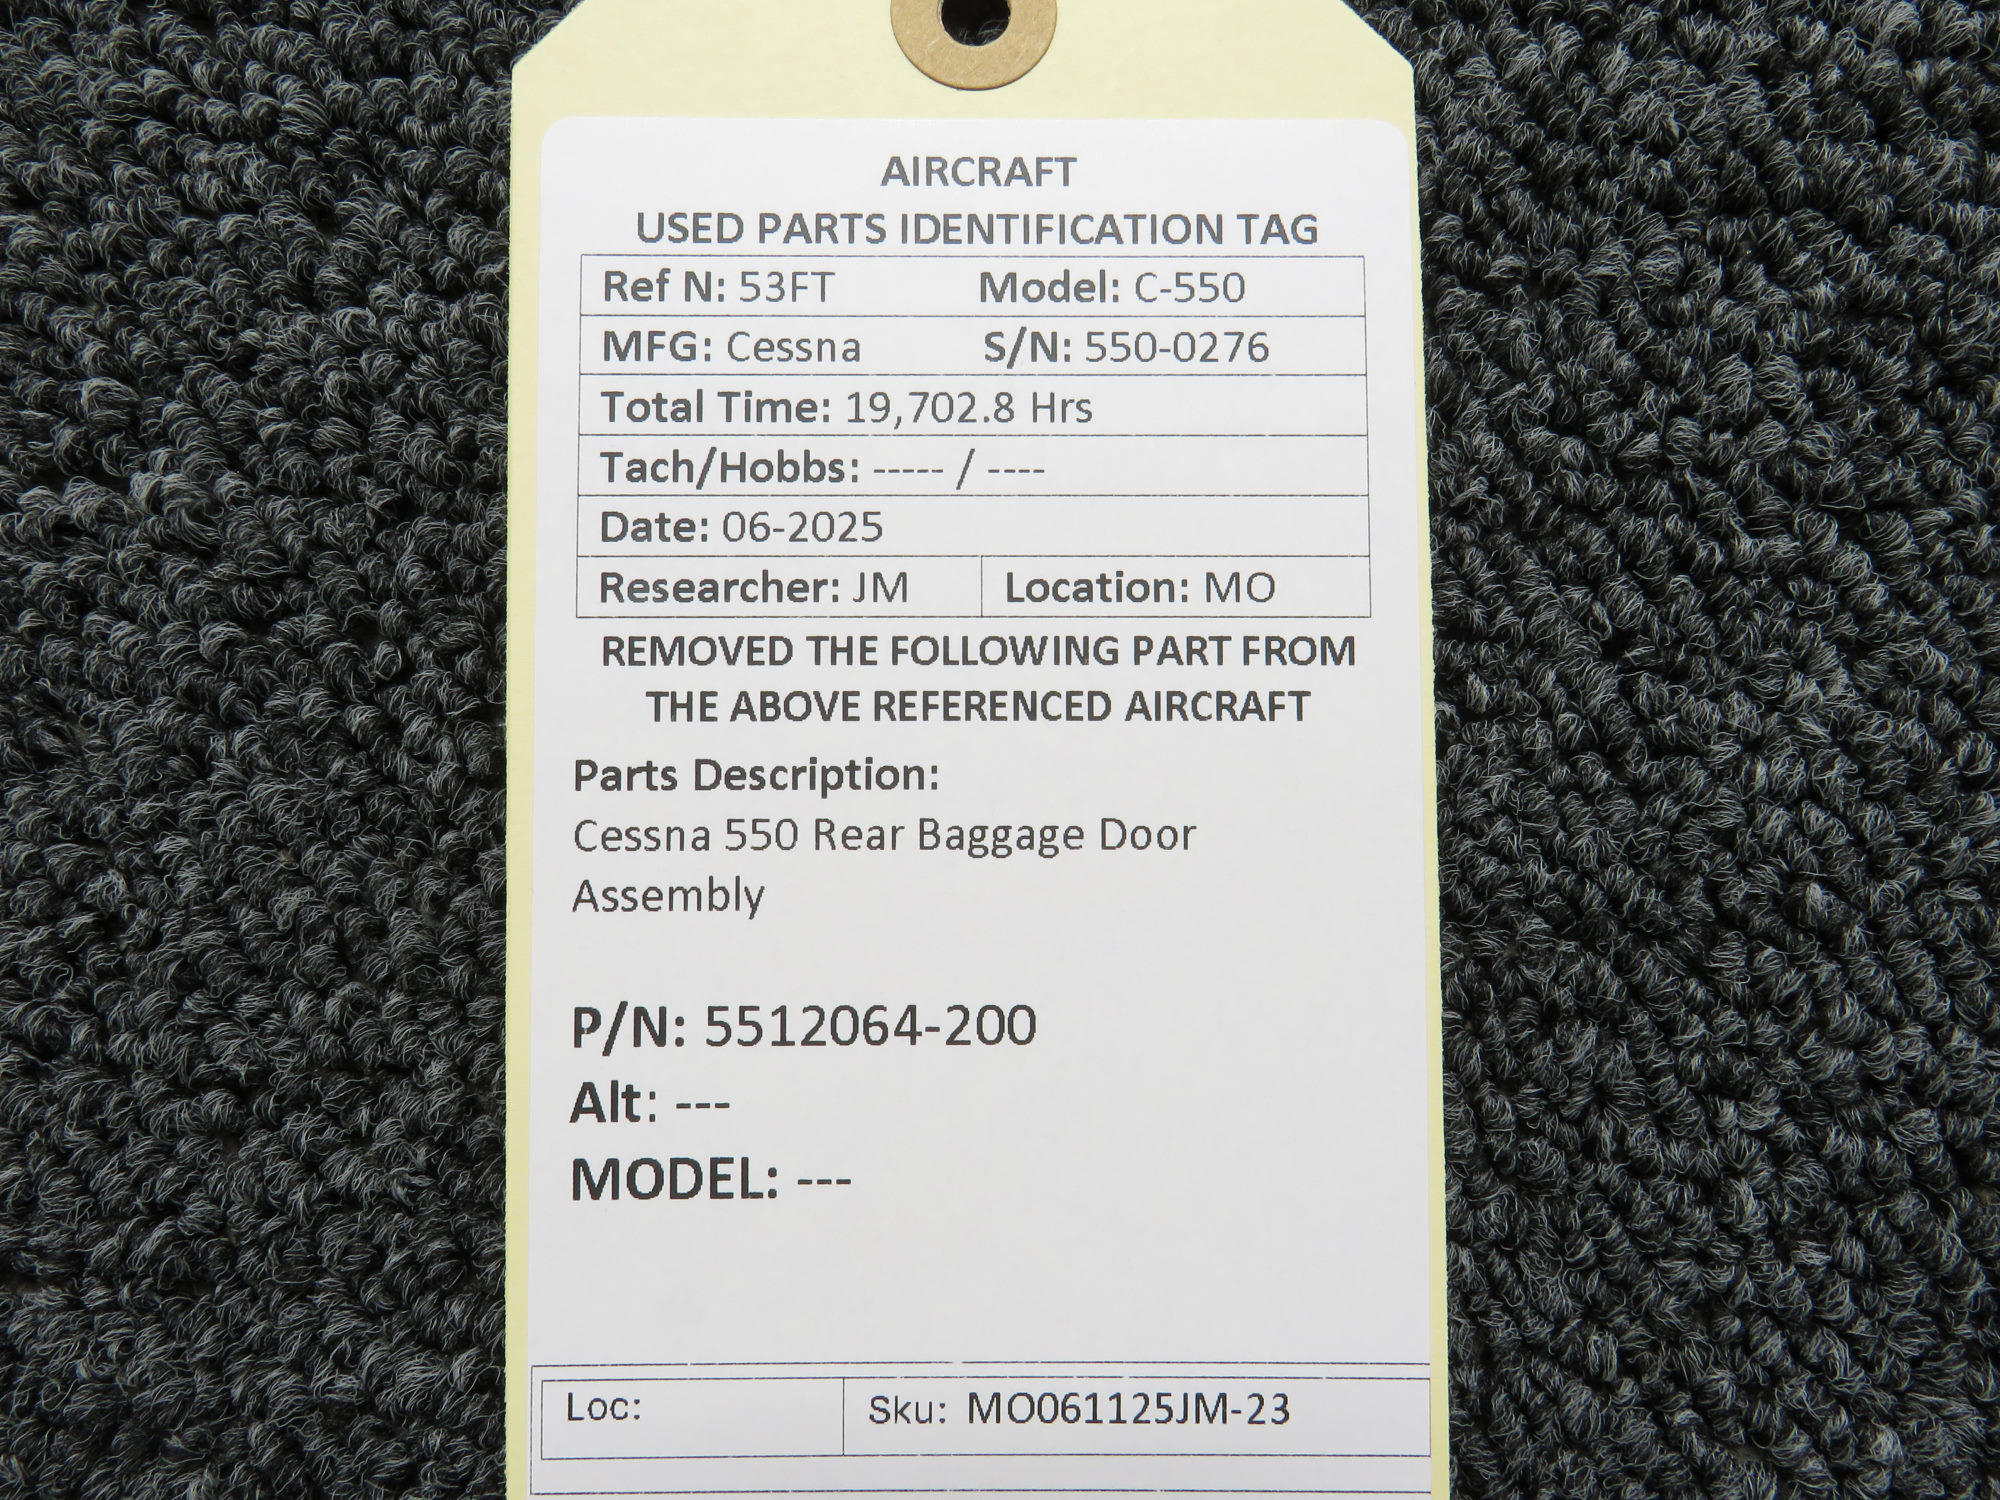 AIRCRAFT
USED PARTS IDENTIFICATION TAG
Ref N: 53FT Model: C-550
MFG: Cessna S/N: 550-0276
Total Time: 19,702.8 Hrs
Tach/Hobbs: ----- / ----
Date: 06-2025
Researcher: JM Location: MO
REMOVED THE FOLLOWING PART FROM
THE ABOVE REFERENCED AIRCRAFT
Parts Description:
Cessna 550 Rear Baggage Door
Assembly
P/N: 5512064-200
Alt: ---
MODEL: ---
Loc: Sku: MO061125JM-23